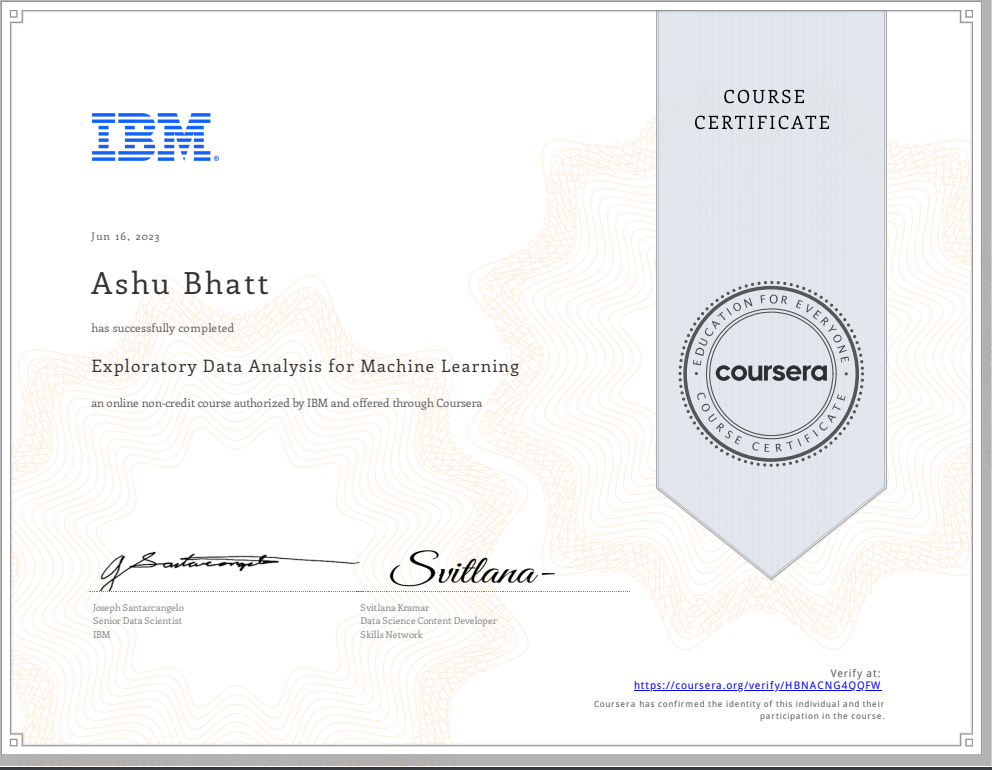 COURSE
CERTIFICATE
IBM®
Jun 16, 2023
Ashu Bhatt
has successfully completed
Exploratory Data Analysis for Machine Learning
an online non-credit course authorized by IBM and offered through Coursera
EDUCATION FOR EVERYONE
coursera
COURSE CERTIFICATE
J Santarcangelo
Svitlana
Joseph Santarcangelo
Senior Data Scientist
IBM
Svitlana Kramar
Data Science Content Developer
Skills Network
Verify at:
https://coursera.org/verify/HBNACNG4QQFW
Coursera has confirmed the identity of this individual and their
participation in the course.